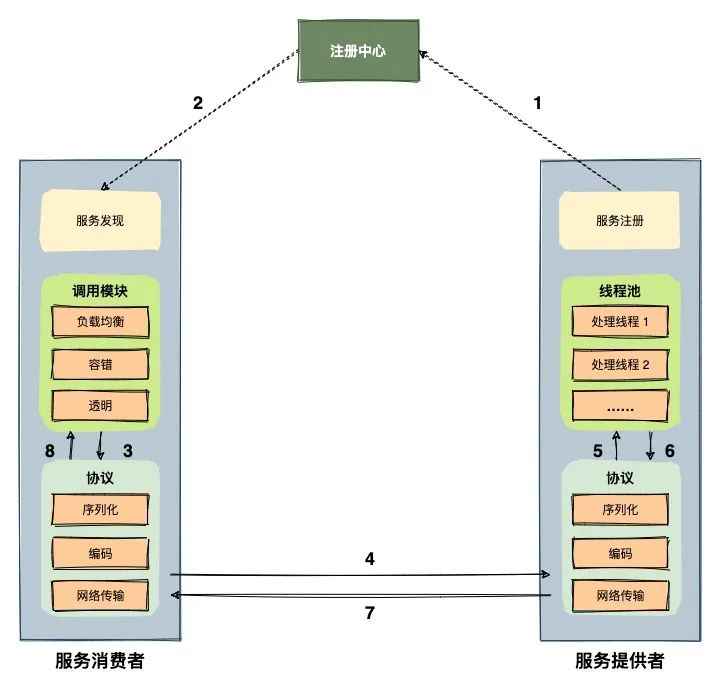 注册中心
2
1
服务发现
调用模块
负载均衡
容错
透明
8
3
协议
序列化
编码
网络传输
服务消费者
4
7
服务注册
线程池
处理线程 1
处理线程 2
......
5
6
协议
序列化
编码
网络传输
服务提供者